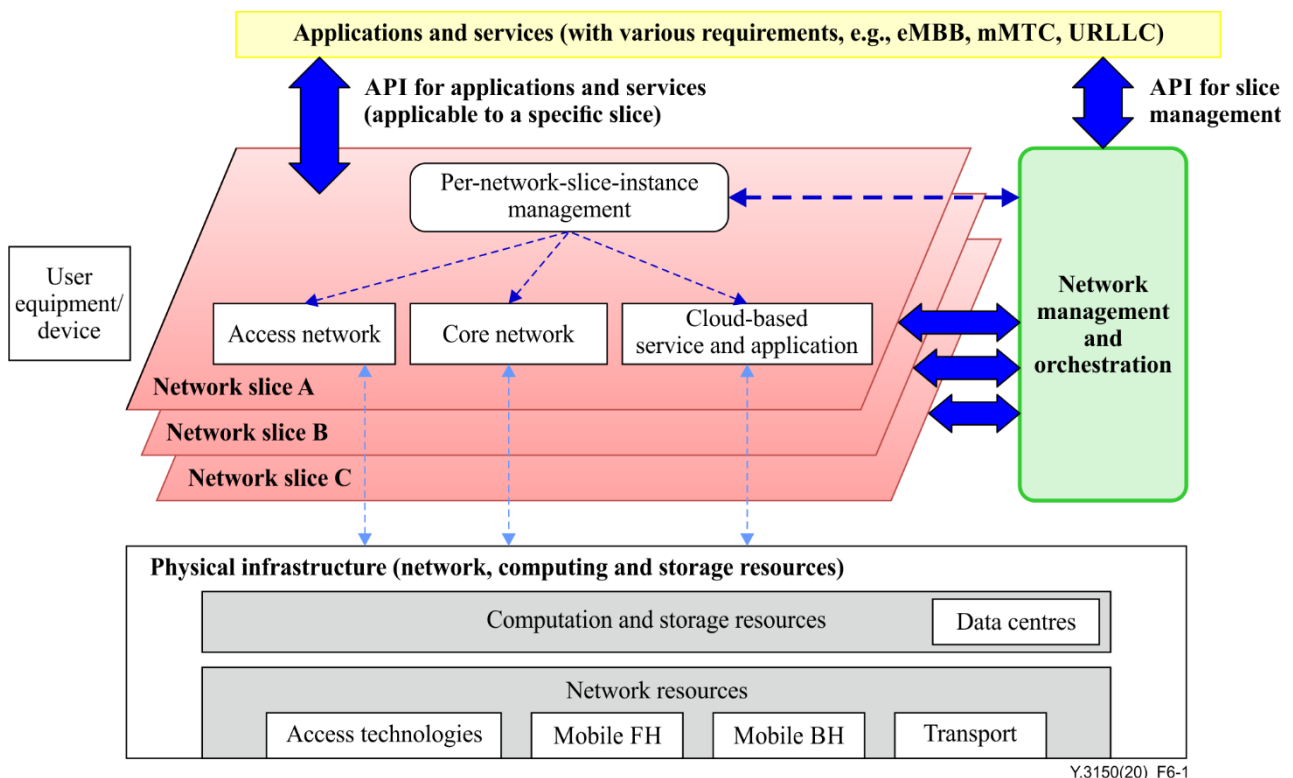 Applications and services (with various requirements, e.g., eMBB, mMTC, URLLC)
API for applications and services
(applicable to a specific slice)
API for slice
management
Per-network-slice-instance
management
User
equipment/
device
Access network
Core network
Cloud-based
service and application
Network
management
and
orchestration
Network slice A
Network slice B
Network slice C
Physical infrastructure (network, computing and storage resources)
Computation and storage resources
Data centres
Network resources
Access technologies
Mobile FH
Mobile BH
Transport
Y.3150(20)_F6-1